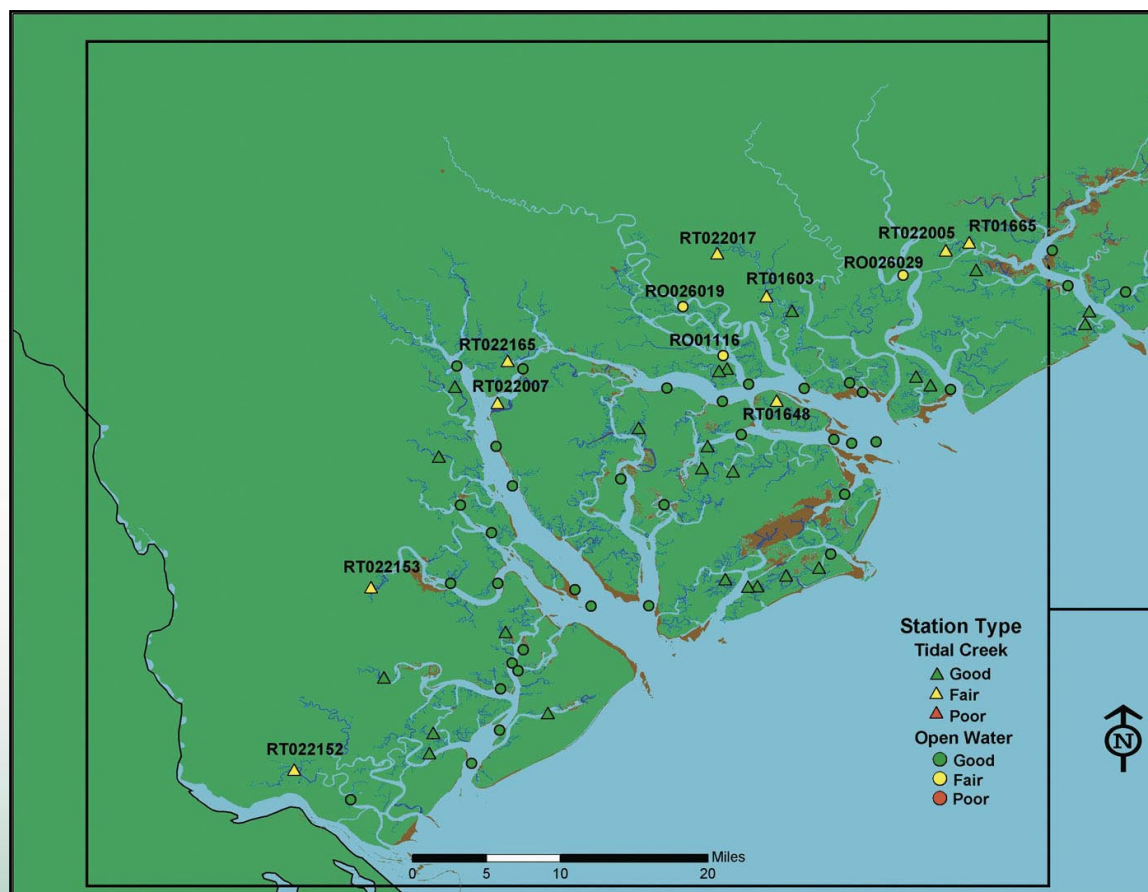 RT022017
RT022005
RT01665
RO026029
RT01603
RO026019
RO01116
RT022165
RT022007
RT01648
RT022153
RT022152
Station Type
Tidal Creek
Good
Fair
Poor
Open Water
Good
Fair
Poor
N
Miles
0 5 10 20